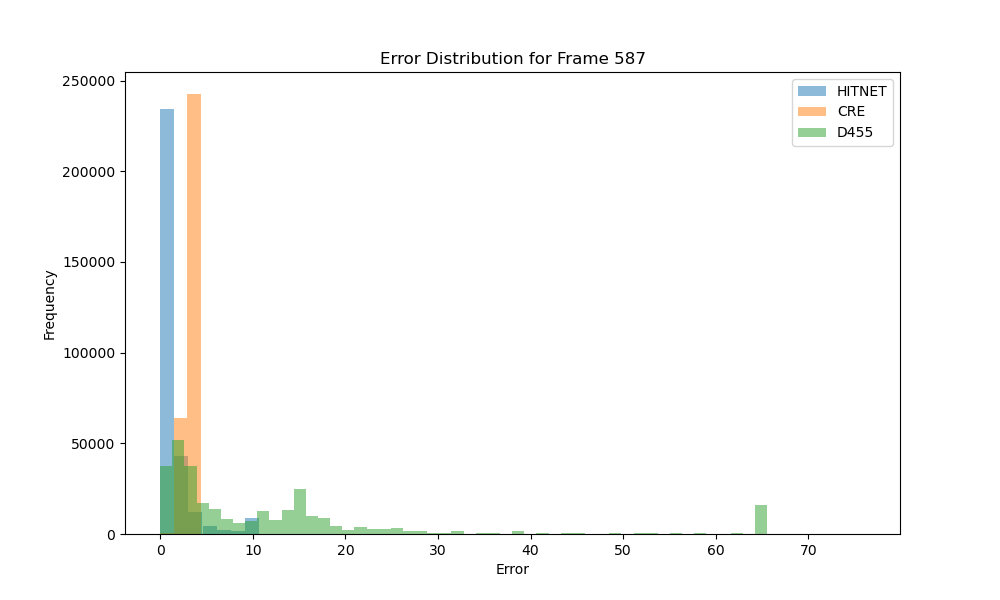 Error Distribution for Frame 587
HITNET
CRE
D455
250000
200000
150000
100000
50000
0
Frequency
0 10 20 30 40 50 60 70
Error